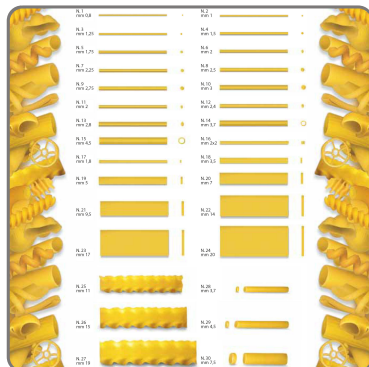 N. 1
mm 0,8
N. 2
mm 1
N. 3
mm 1,25
N. 4
mm 1,5
N. 5
mm 1,75
N. 6
mm 2
N. 7
mm 2,25
N. 8
mm 2,5
N. 9
mm 2,75
N. 10
mm 3
N. 11
mm 2
N. 12
mm 2,4
N. 13
mm 2,8
N. 14
mm 3,7
N. 15
mm 4,5
N. 16
mm 2x2
N. 17
mm 1,8
N. 18
mm 3,5
N. 19
mm 5
N. 20
mm 7
N. 21
mm 9,5
N. 22
mm 14
N. 23
mm 17
N. 24
mm 20
N. 25
mm 11
N. 28
mm 3,7
N. 26
mm 15
N. 29
mm 4,5
N. 27
mm 19
N. 30
mm 7,5